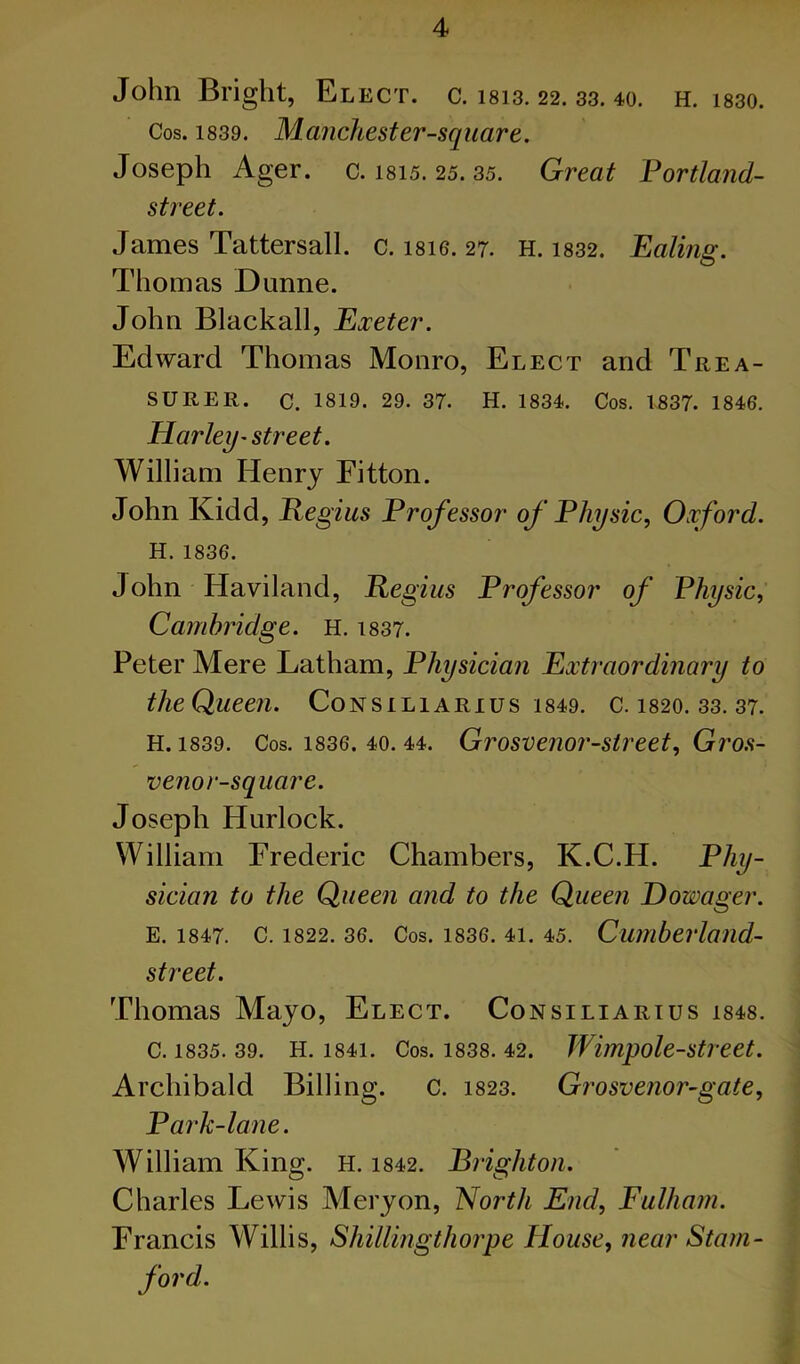 4
John Bright, Elect. C. 1813. 22. 33. 40. H. 1830.
Cos. 1839. Manchester-square.
Joseph Ager. C. 1815. 25. 35. Great Portland-
street.
James Tattersall. C. 1816. 27. H. 1832. Ealing.
Thomas Dunne.
John Blackall, Exeter.
Edward Thomas Monro, Elect and Trea-
surer. C. 1819. 29. 37. H. 1834. Cos. 1837. 1846.
Harley-street.
William Henry Fitton.
John Kidd, Regius Professor of Physic, Oxford.
H. 1836.
John Haviland, Regius Professor of Physic,
Cambridge. H. 1837.
Peter Mere Latham, Physician Extraordinary to
the Queen. Consiliarius 1849. C. 1820. 33. 37.
H. 1839. Cos. 1836. 40. 44. Grosvenor-street, Gros-
venor-square.
Joseph Hurlock.
William Frederic Chambers, K.C.H. Phy-
sician to the Queen and to the Queen Dowager.
E. 1847. C. 1822. 36. Cos. 1836. 41. 45. Cumberland-
street.
Thomas Mayo, Elect. Consiliarius 1848.
C. 1835. 39. H. 1841. Cos. 1838. 42. Wimpole-street.
Archibald Billing. C. 1823. Grosvenor-gate,
Park-lane.
William King. H. 1842. Brighton.
Charles Lewis Meryon, North End, Fulham.
Francis Willis, Shillingthorpe House, near Stam-
ford.